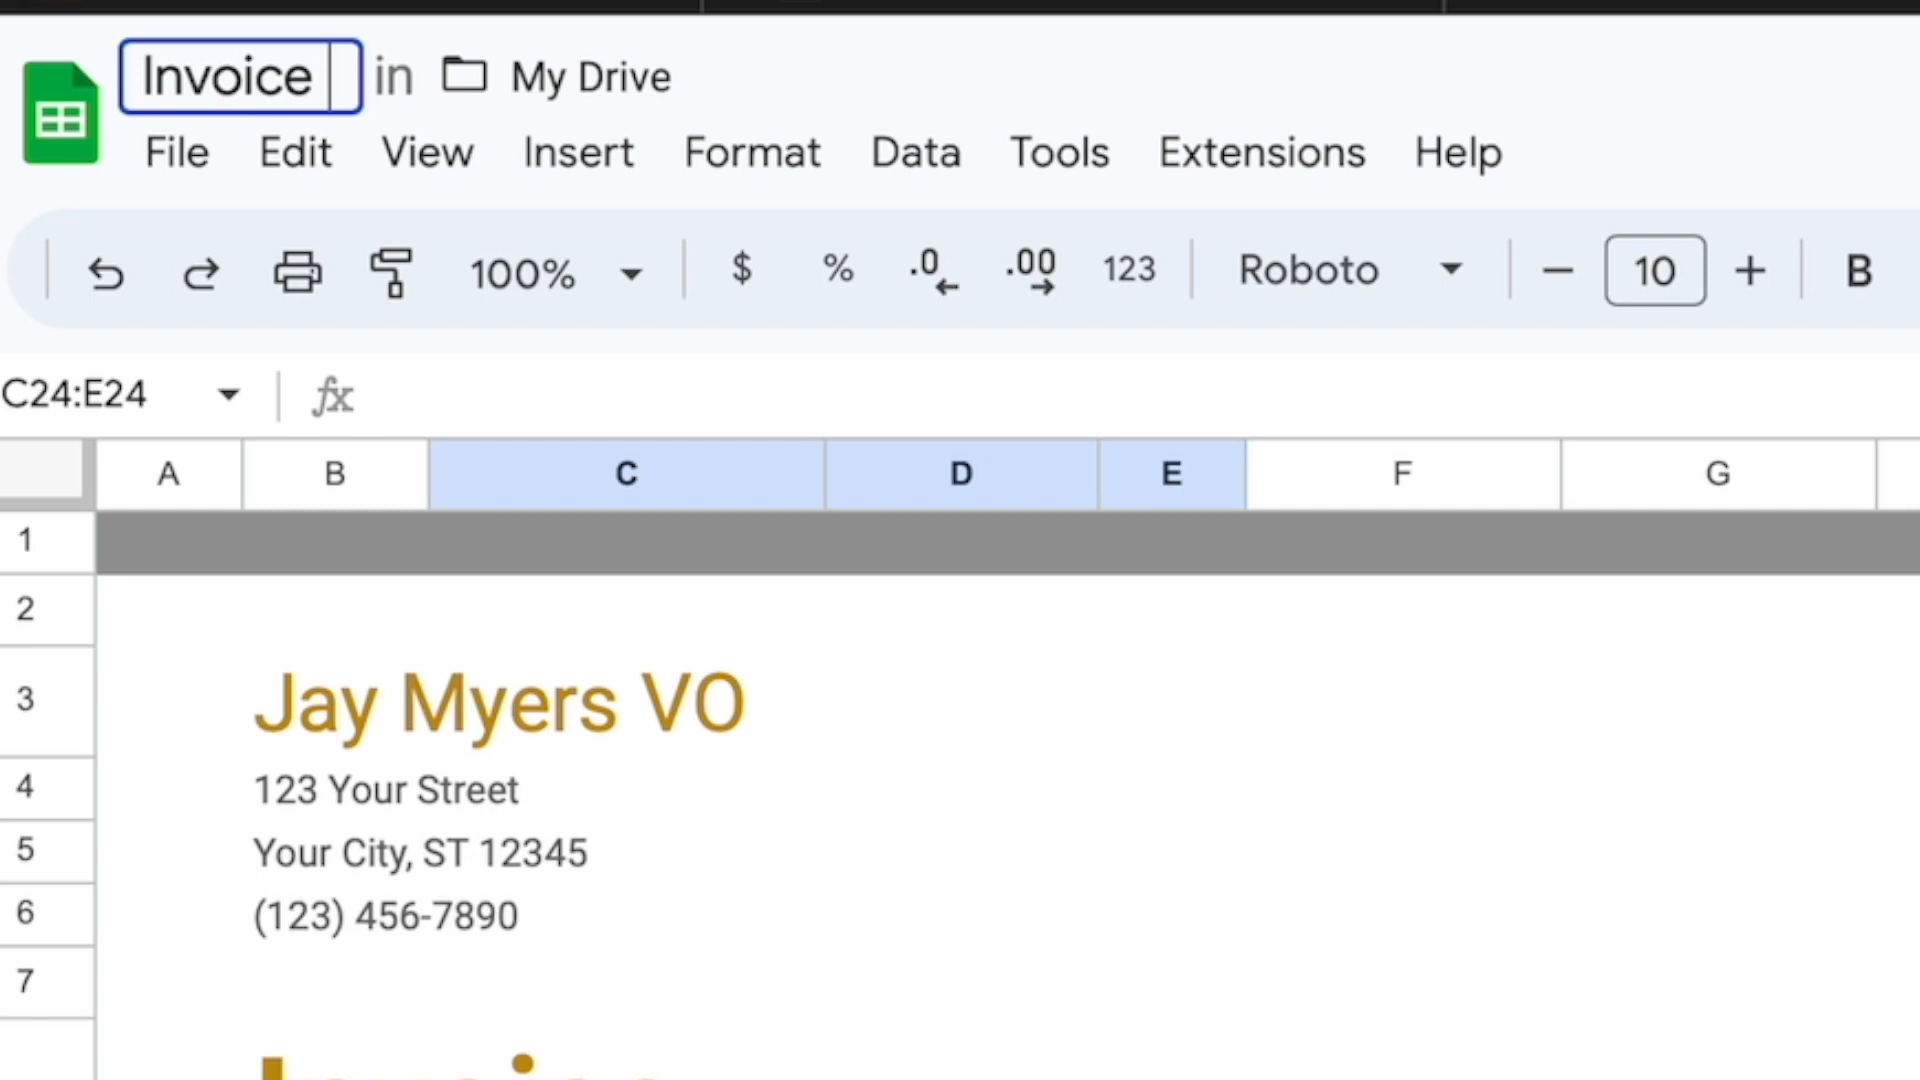 Invoice in My Drive
File Edit View Insert Format Data Tools Extensions Help
100% $ % .0 .00 123 Roboto 10 B
C24:E24 fx
A B C D E F G
1
2
3 Jay Myers VO
4 123 Your Street
5 Your City, ST 12345
6 (123) 456-7890
7
Invoice